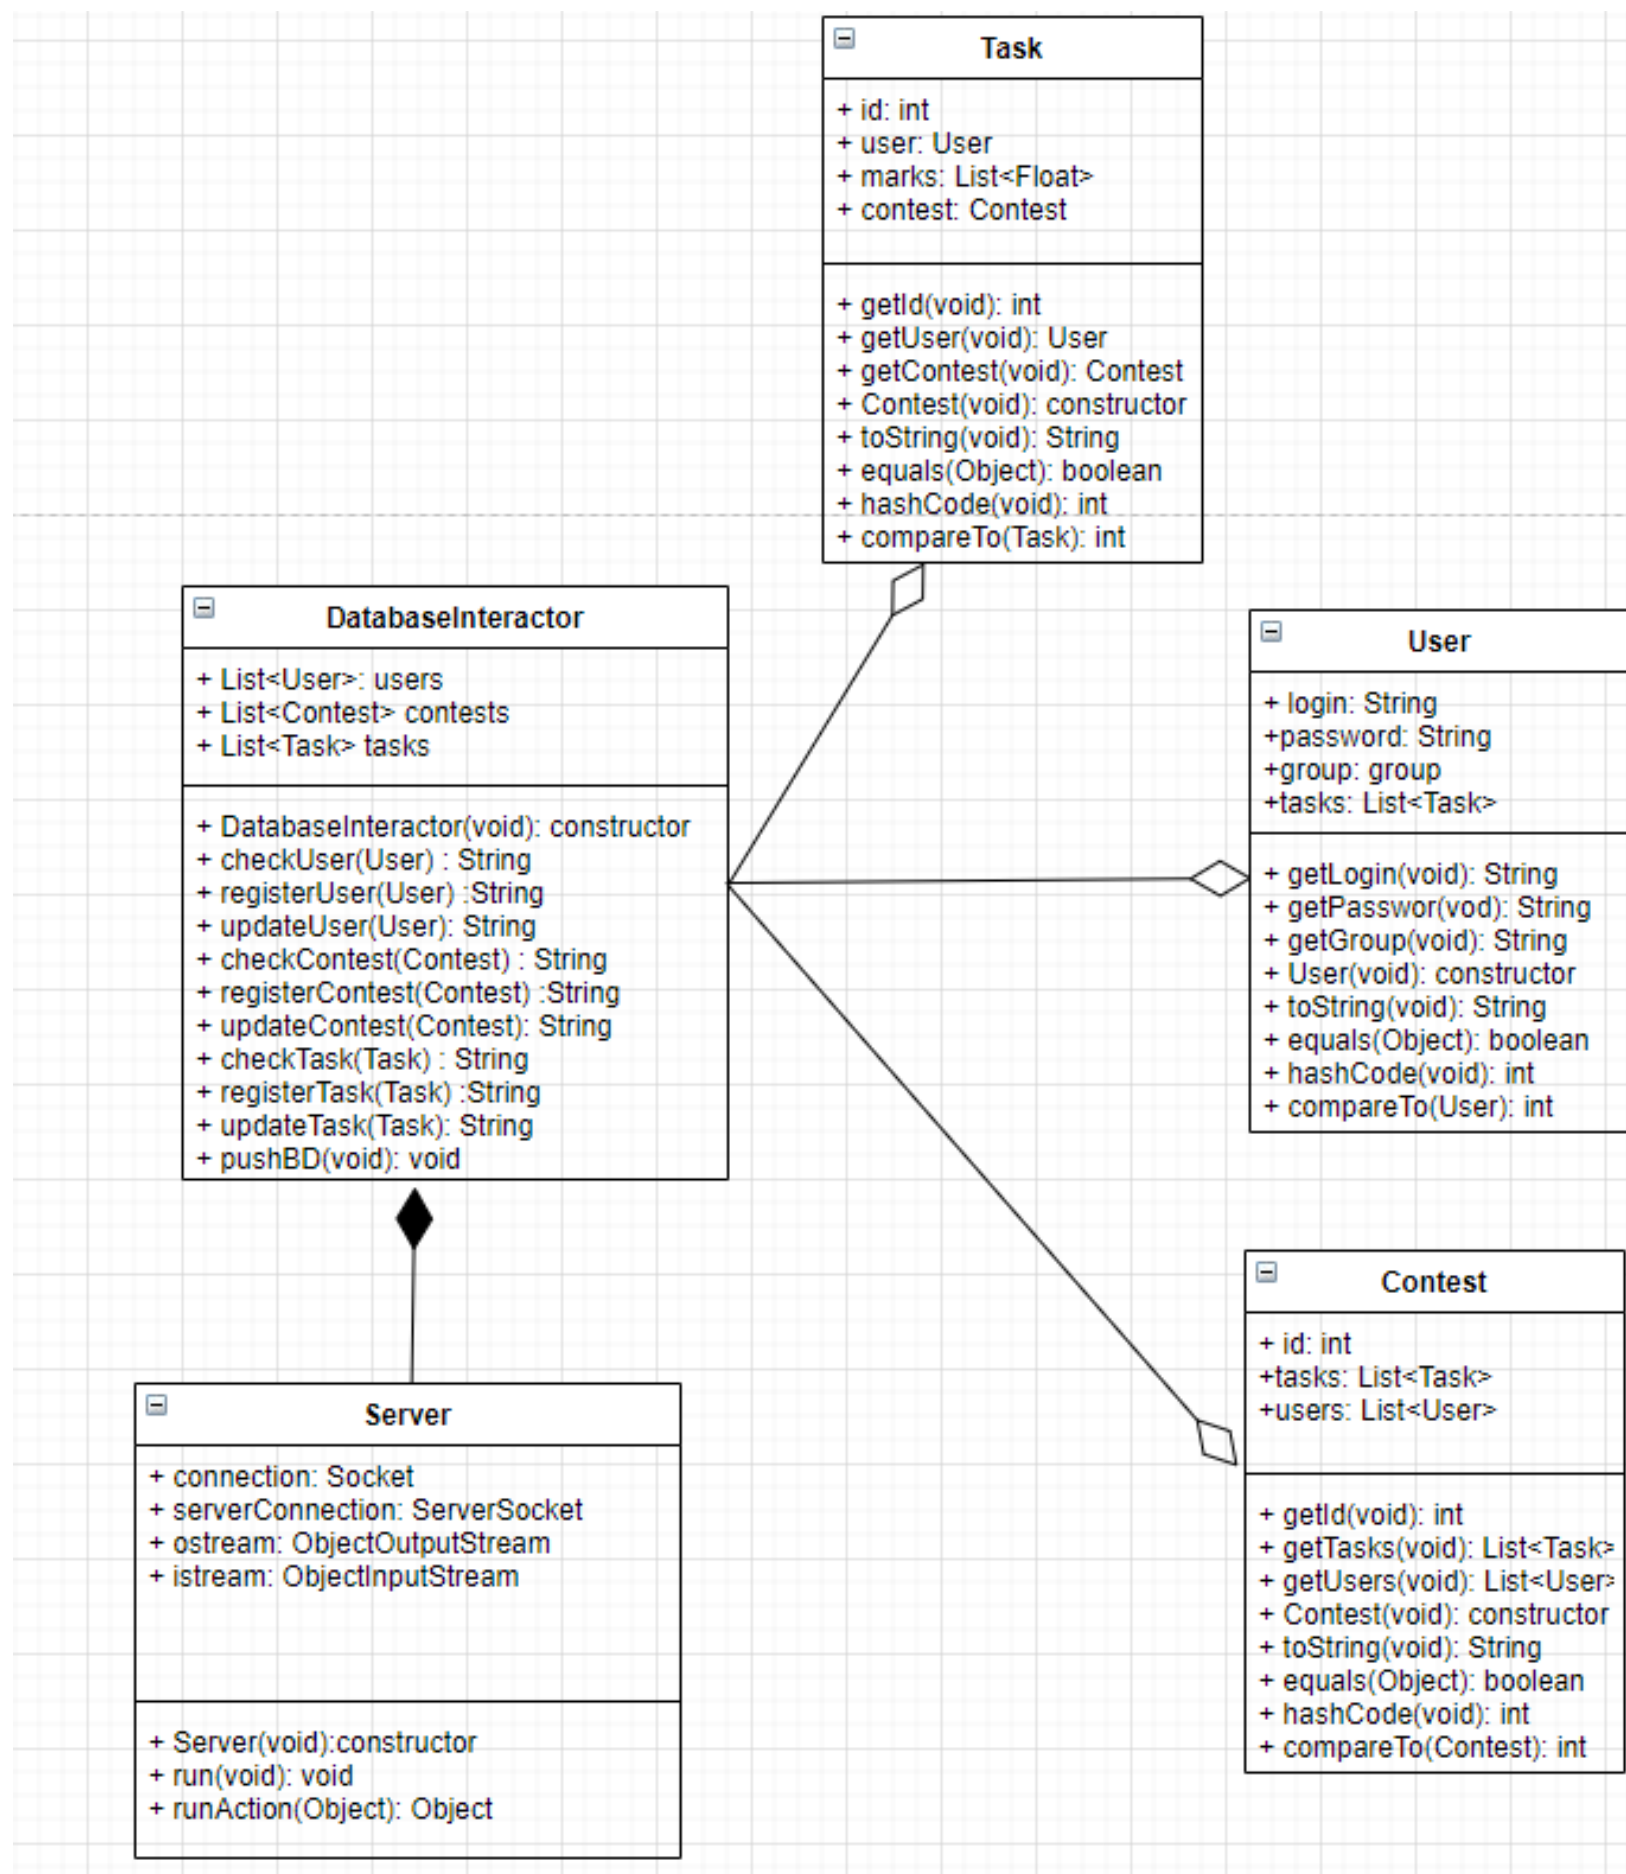 Task
+ id: int
+ user: User
+ marks: List<Float>
+ contest: Contest
+ getId(void): int
+ getUser(void): User
+ getContest(void): Contest
+ Contest(void): constructor
+ toString(void): String
+ equals(Object): boolean
+ hashCode(void): int
+ compareTo(Task): int
DatabaseInteractor
+ List<User>: users
+ List<Contest> contests
+ List<Task> tasks
+ DatabaseInteractor(void): constructor
+ checkUser(User) : String
+ registerUser(User) :String
+ updateUser(User): String
+ checkContest(Contest) : String
+ registerContest(Contest) :String
+ updateContest(Contest): String
+ checkTask(Task) : String
+ registerTask(Task) :String
+ updateTask(Task): String
+ pushBD(void): void
User
+ login: String
+password: String
+group: group
+tasks: List<Task>
+ getLogin(void): String
+ getPasswor(vod): String
+ getGroup(void): String
+ User(void): constructor
+ toString(void): String
+ equals(Object): boolean
+ hashCode(void): int
+ compareTo(User): int
Server
+ connection: Socket
+ serverConnection: ServerSocket
+ ostream: ObjectOutputStream
+ istream: ObjectInputStream
+ Server(void):constructor
+ run(void): void
+ runAction(Object): Object
Contest
+ id: int
+tasks: List<Task>
+users: List<User>
+ getId(void): int
+ getTasks(void): List<Task>
+ getUsers(void): List<User>
+ Contest(void): constructor
+ toString(void): String
+ equals(Object): boolean
+ hashCode(void): int
+ compareTo(Contest): int